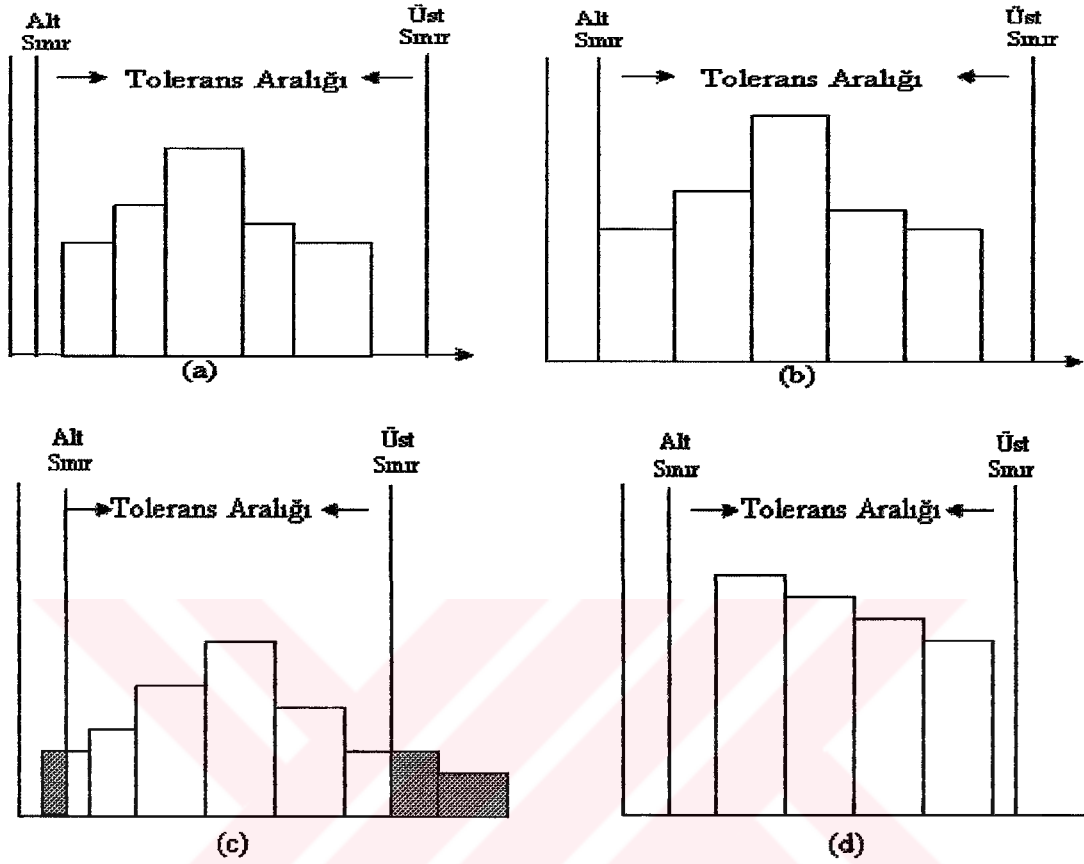 Alt
Sınır
Üst
Sınır
Tolerans Aralığı
(a)
Alt
Sınır
Üst
Sınır
Tolerans Aralığı
(b)
Alt
Sınır
Üst
Sınır
Tolerans Aralığı
(c)
Alt
Sınır
Üst
Sınır
Tolerans Aralığı
(d)